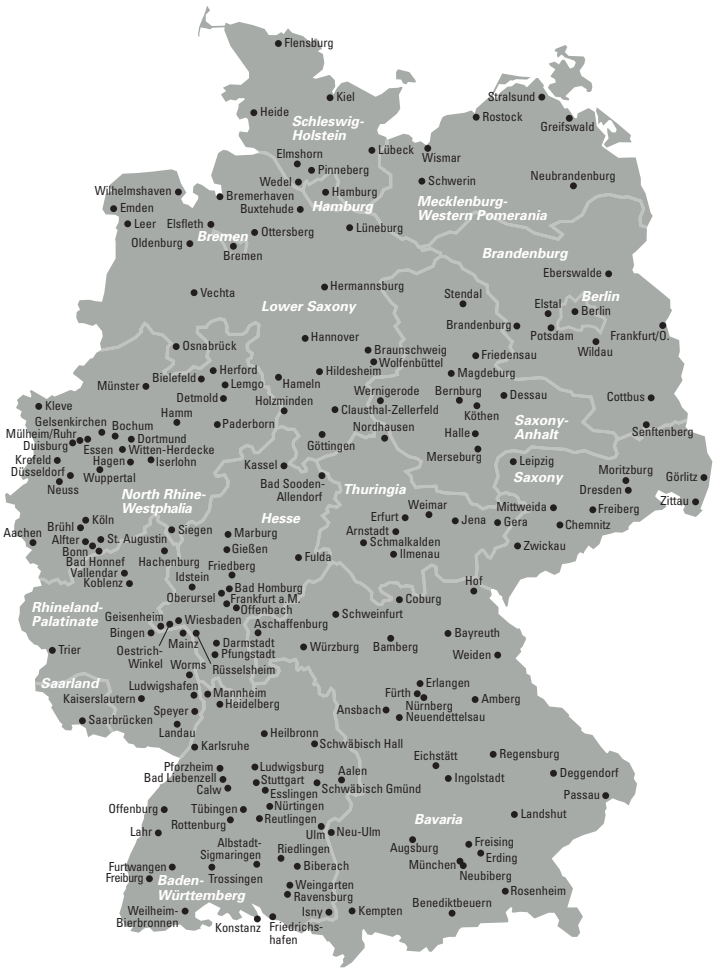 Flensburg
Kiel
Stralsund
Heide
Rostock
Schleswig-
Holstein
Greifswald
Lübeck
Elmshorn
Wismar
Pinneberg
Wedel
Schwerin
Neubrandenburg
Wilhelmshaven
Bremerhaven
Hamburg
Mecklenburg-
Western Pomerania
Emden
Buxtehude
Hamburg
Leer
Elsfleth
Ottersberg
Lüneburg
Bremen
Oldenburg
Bremen
Brandenburg
Eberswalde
Hermannsburg
Vechta
Stendal
Berlin
Lower Saxony
Elstal
Berlin
Brandenburg
Potsdam
Frankfurt/O.
Hannover
Osnabrück
Braunschweig
Wildau
Wolfenbüttel
Friedensau
Herford
Hildesheim
Magdeburg
Bielefeld
Hameln
Münster
Lemgo
Wernigerode
Bernburg
Dessau
Detmold
Holzminden
Cottbus
Kleve
Clausthal-Zellerfeld
Köthen
Hamm
Saxony-
Anhalt
Gelsenkirchen
Bochum
Paderborn
Nordhausen
Senftenberg
Mülheim/Ruhr
Dortmund
Göttingen
Halle
Duisburg
Essen
Witten-Herdecke
Merseburg
Krefeld
Hagen
Iserlohn
Kassel
Leipzig
Düsseldorf
Wuppertal
Bad Sooden-
Allendorf
Moritzburg
Görlitz
Neuss
Thuringia
Saxony
Dresden
North Rhine-
Westphalia
Weimar
Mittweida
Zittau
Hesse
Erfurt
Freiberg
Köln
Jena
Gera
Chemnitz
Brühl
Siegen
Marburg
Arnstadt
Aachen
Alfter
St. Augustin
Schmalkalden
Zwickau
Bonn
Gießen
Ilmenau
Bad Honnef
Hachenburg
Fulda
Vallendar
Friedberg
Hof
Koblenz
Idstein
Bad Homburg
Oberursel
Frankfurt a.M.
Coburg
Rhineland-
Palatinate
Offenbach
Schweinfurt
Geisenheim
Wiesbaden
Aschaffenburg
Bingen
Mainz
Darmstadt
Bamberg
Bayreuth
Trier
Oestrich-
Winkel
Pfungstadt
Würzburg
Weiden
Rüsselsheim
Worms
Saarland
Ludwigshafen
Mannheim
Erlangen
Kaiserslautern
Heidelberg
Fürth
Nürnberg
Amberg
Speyer
Ansbach
Neuendettelsau
Saarbrücken
Landau
Heilbronn
Karlsruhe
Schwäbisch Hall
Regensburg
Eichstätt
Pforzheim
Ludwigsburg
Aalen
Deggendorf
Bad Liebenzell
Stuttgart
Ingolstadt
Calw
Esslingen
Schwäbisch Gmünd
Passau
Offenburg
Tübingen
Nürtingen
Landshut
Rottenburg
Reutlingen
Bavaria
Lahr
Ulm
Neu-Ulm
Augsburg
Freising
Albstadt-
Sigmaringen
Riedlingen
Erding
München
Furtwangen
Biberach
Neubiberg
Freiburg
Trossingen
Baden-
Württemberg
Weingarten
Rosenheim
Ravensburg
Benediktbeuern
Weilheim-
Bierbronnen
Isny
Kempten
Konstanz
Friedrichs-
hafen